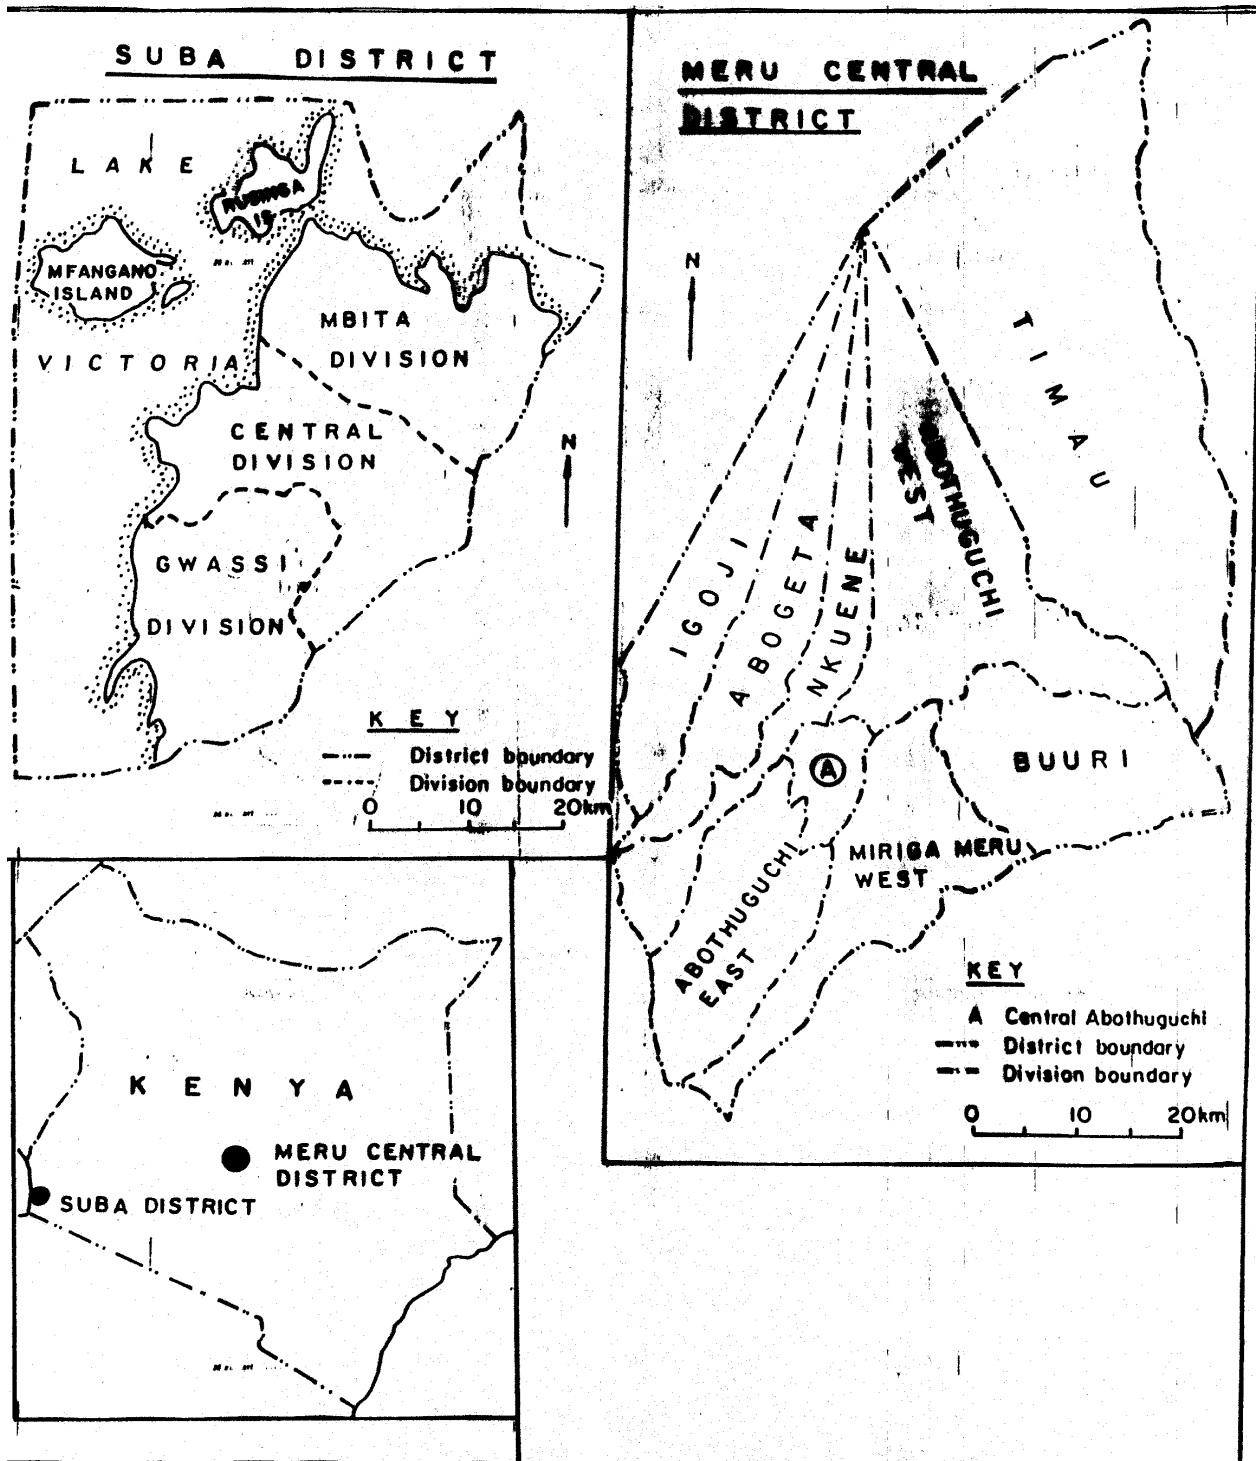 SUBA DISTRICT
LAKE
RUSINGA
IS
MFANGANO
ISLAND
VICTORIA
MBITA
DIVISION
CENTRAL
DIVISION
GWASSI
DIVISION
N
KEY
District boundary
Division boundary
0 10 20km
MERU CENTRAL
DISTRICT
N
TIMAU
ABOTHUGUCHI
WEST
IGOJI
ABOGETA
NKUENE
A
BUURI
MIRIGA MERU
WEST
ABOTHUGUCHI
EAST
KEY
A Central Abothuguchi
District boundary
Division boundary
0 10 20km
KENYA
MERU CENTRAL
DISTRICT
SUBA DISTRICT